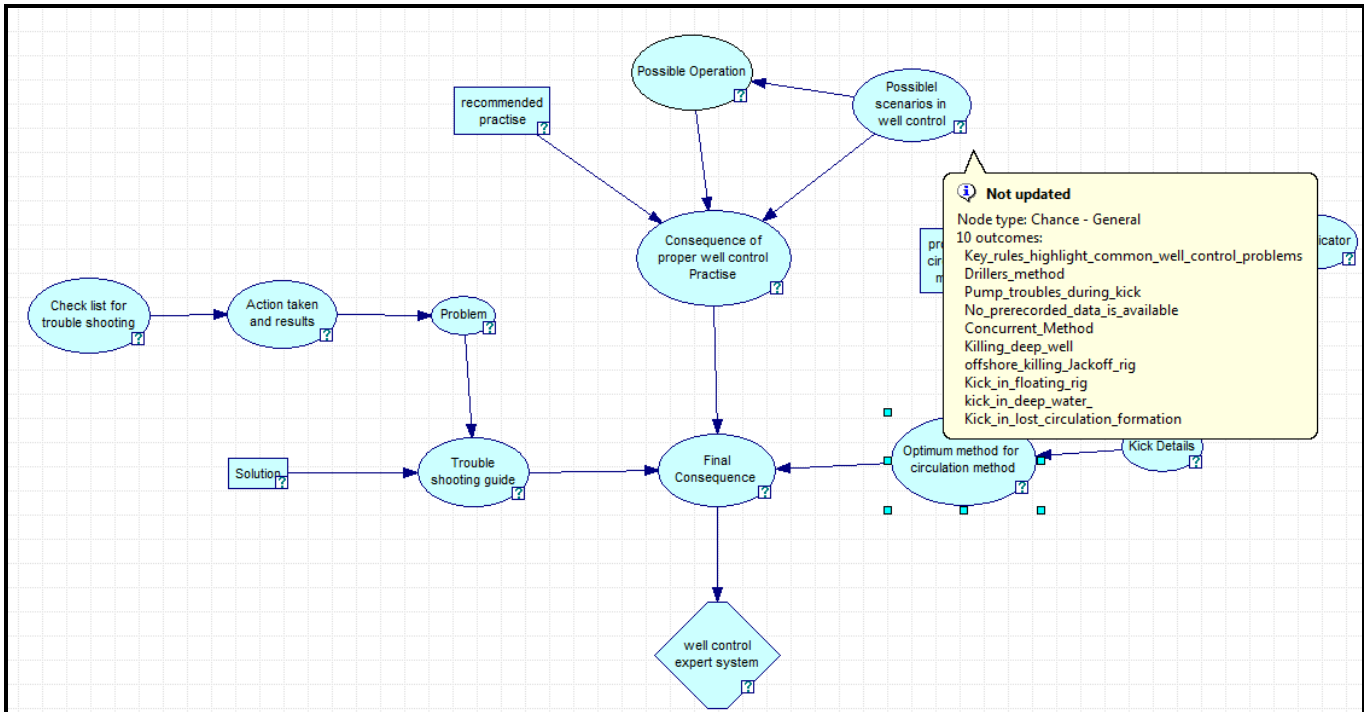 Possible Operation
Possiblel
scenarios in
well control
recommended
practise
Not updated
Node type: Chance - General
10 outcomes:
Key_rules_highlight_common_well_control_problems
Drillers_method
Pump_troubles_during_kick
No_prerecorded_data_is_available
Concurrent_Method
Killing_deep_well
offshore_killing_Jackoff_rig
Kick_in_floating_rig
kick_in_deep_water_
Kick_in_lost_circulation_formation
Consequence of
proper well control
Practise
Check list for
trouble shooting
Action taken
and results
Problem
Solution
Trouble
shooting guide
Final
Consequence
Optimum method for
circulation method
Kick Details
well control
expert system